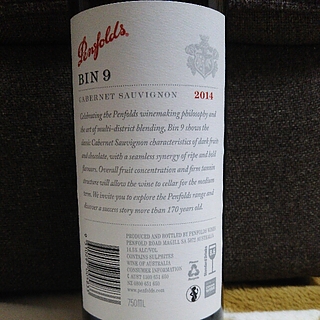 Penfolds
BIN 9
CABERNET SAUVIGNON 2014
Celebrating the Penfolds winemaking philosophy and
the art of multi-district blending, Bin 9 shows the
classic Cabernet Sauvignon characteristics of dark fruits
and chocolate, with a seamless synergy of ripe and bold
flavours. Overall fruit concentration and firm tannin
structure will allow the wine to cellar for the medium
term. We invite you to explore the Penfolds range and
discover a success story more than 170 years old.
PRODUCED AND BOTTLED BY PENFOLDS WINES
PENFOLD ROAD MAGILL SA 5072 AUSTRALIA
14.5% ALC/VOL
CONTAINS SULPHITES
WINE OF AUSTRALIA
CONSUMER INFORMATION
www.penfolds.com
750ML